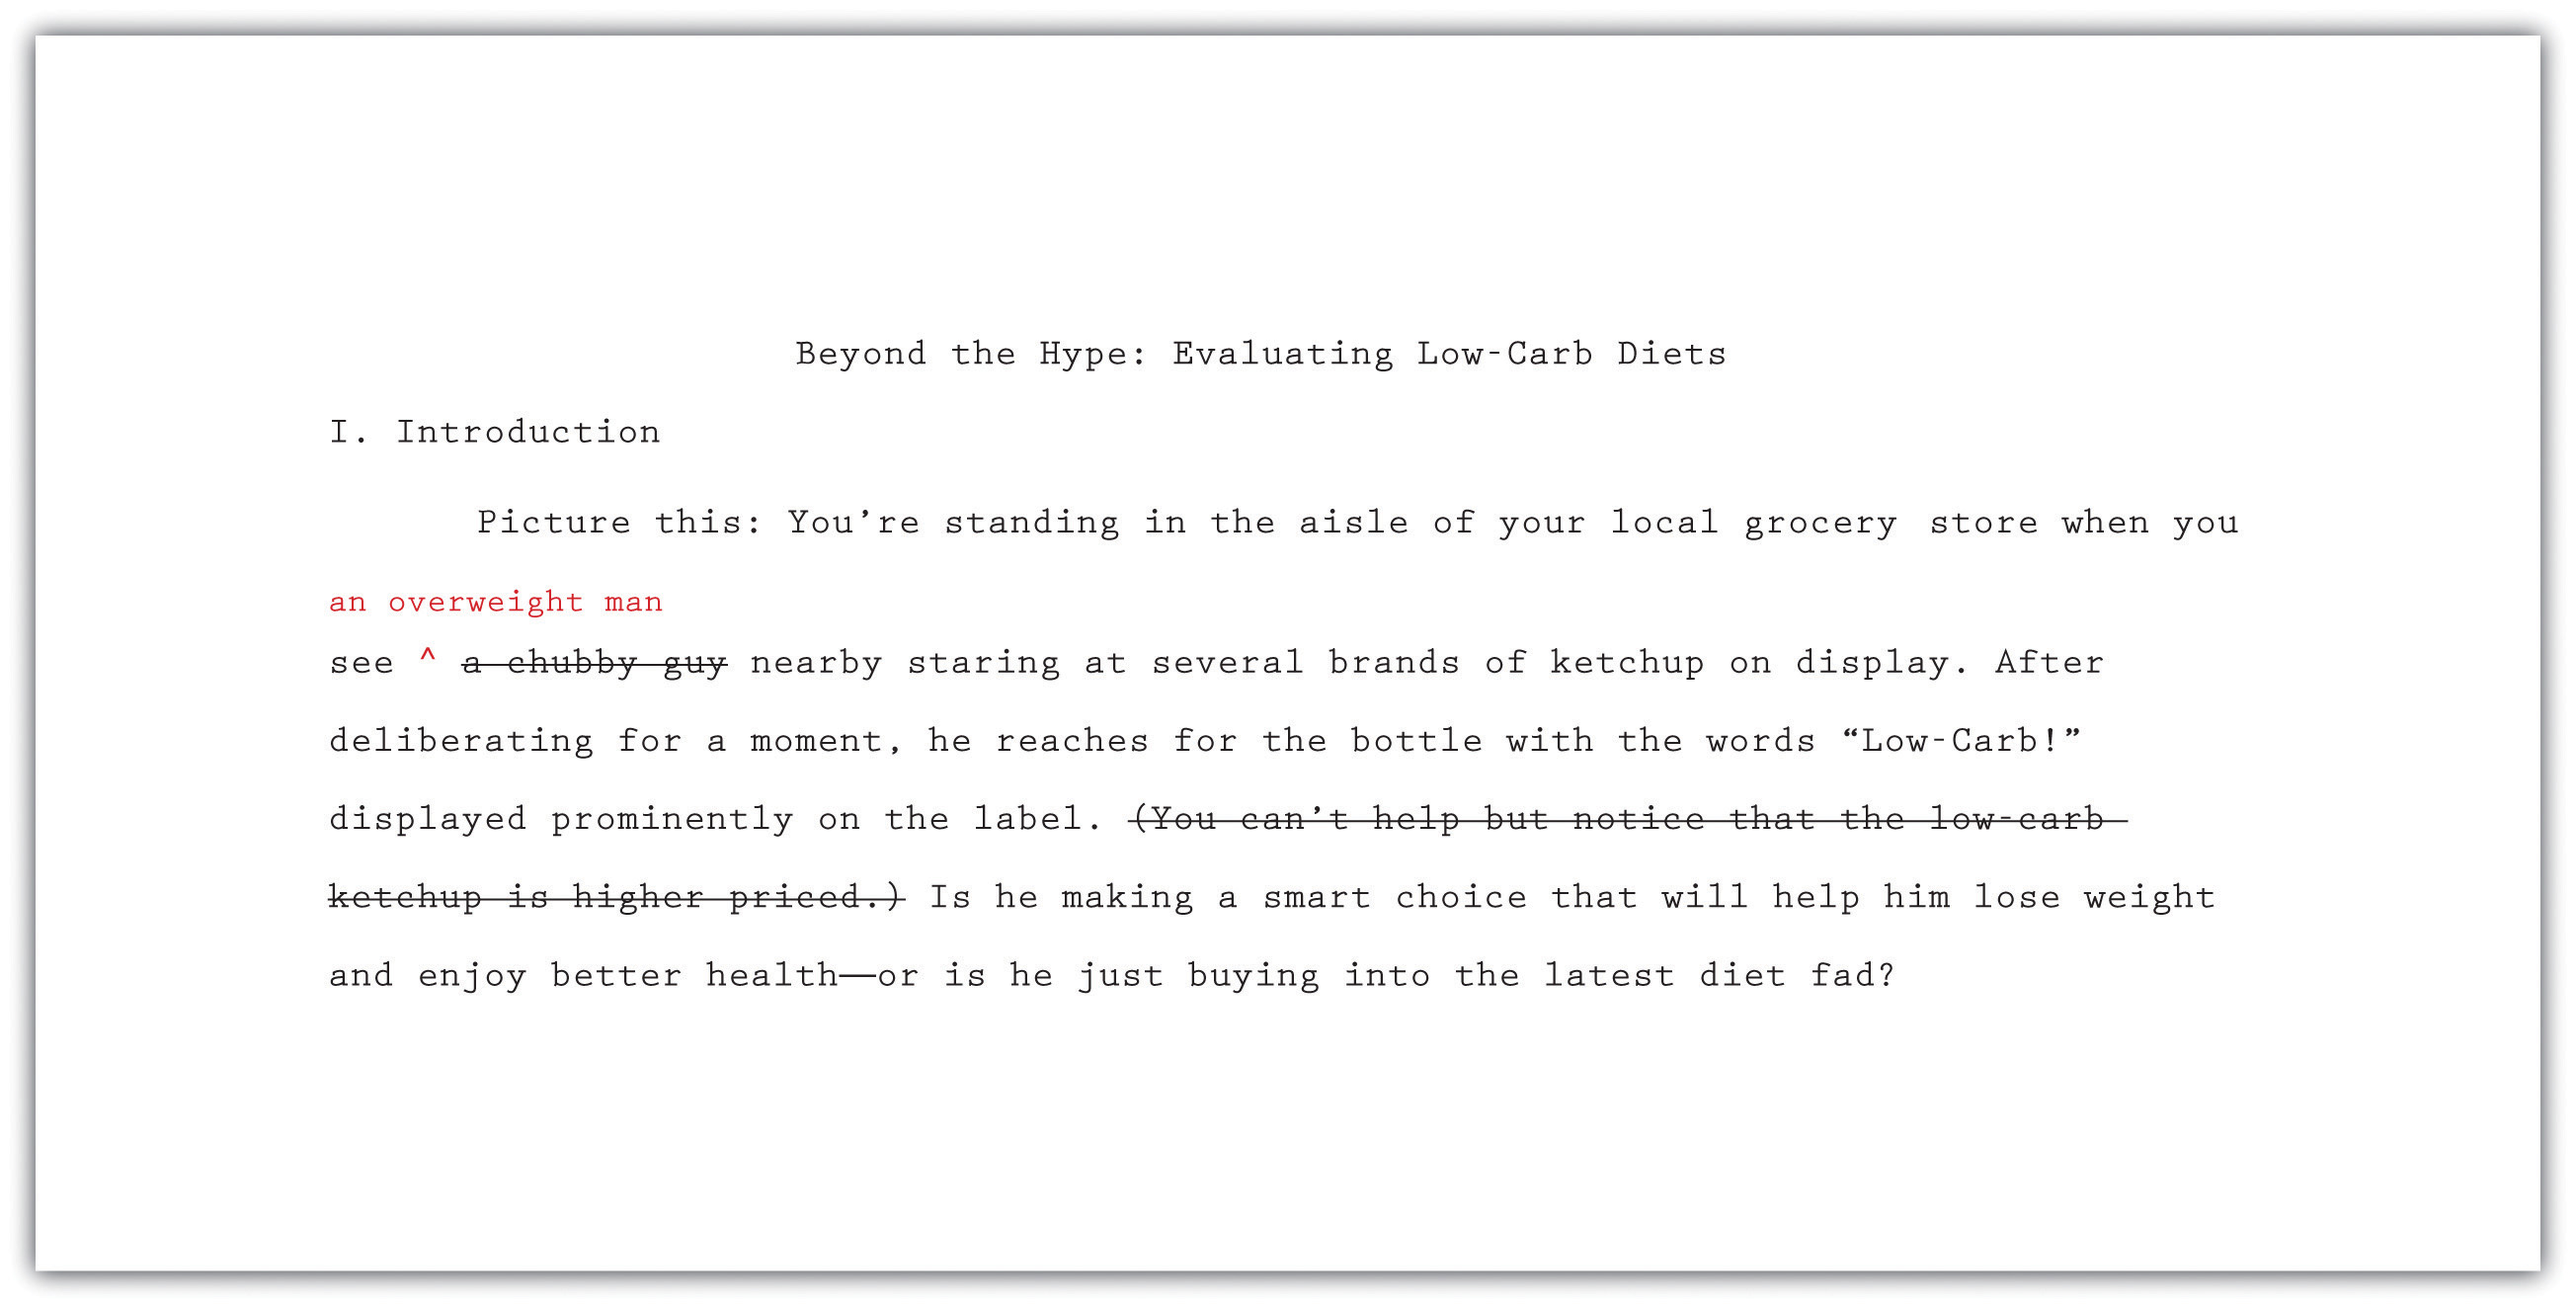 Beyond the Hype: Evaluating Low-Carb Diets
I. Introduction
Picture this: You’re standing in the aisle of your local grocery store when you
an overweight man
see ^ a chubby guy nearby staring at several brands of ketchup on display. After
deliberating for a moment, he reaches for the bottle with the words “Low-Carb!”
displayed prominently on the label. (You can’t help but notice that the low-carb
ketchup is higher priced.) Is he making a smart choice that will help him lose weight
and enjoy better health—or is he just buying into the latest diet fad?